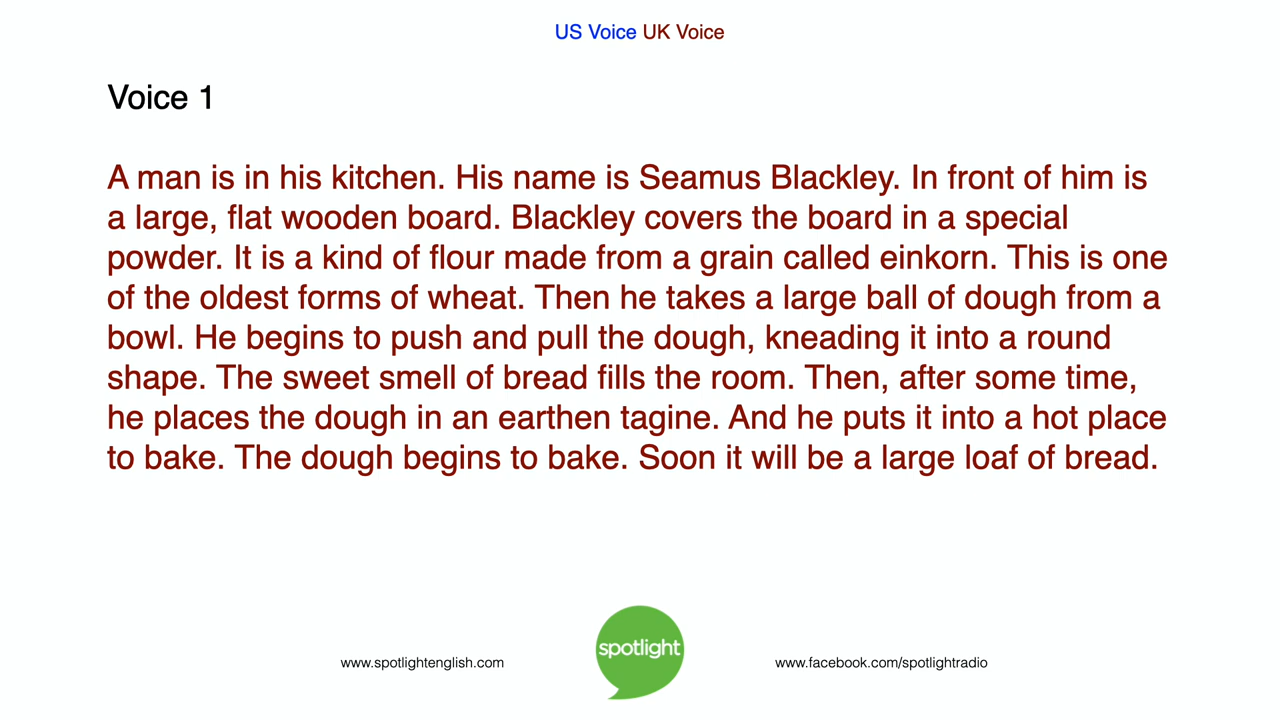 US Voice UK Voice
Voice 1
A man is in his kitchen. His name is Seamus Blackley. In front of him is
a large, flat wooden board. Blackley covers the board in a special
powder. It is a kind of flour made from a grain called einkorn. This is one
of the oldest forms of wheat. Then he takes a large ball of dough from a
bowl. He begins to push and pull the dough, kneading it into a round
shape. The sweet smell of bread fills the room. Then, after some time,
he places the dough in an earthen tagine. And he puts it into a hot place
to bake. The dough begins to bake. Soon it will be a large loaf of bread.
www.spotlightenglish.com
spotlight
www.facebook.com/spotlightradio